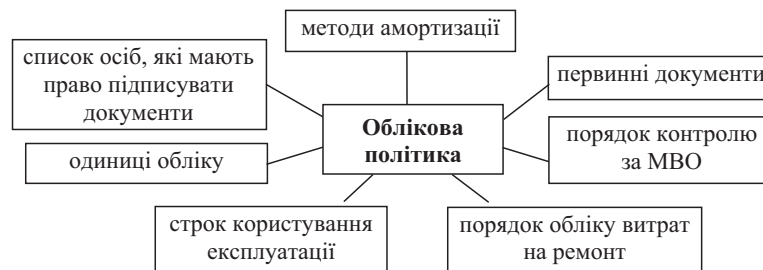 методи амортизації
список осіб, які мають
право підписувати
документи
первинні документи
Облікова
політика
порядок контролю
за МВО
одиниці обліку
строк користування
експлуатації
порядок обліку витрат
на ремонт